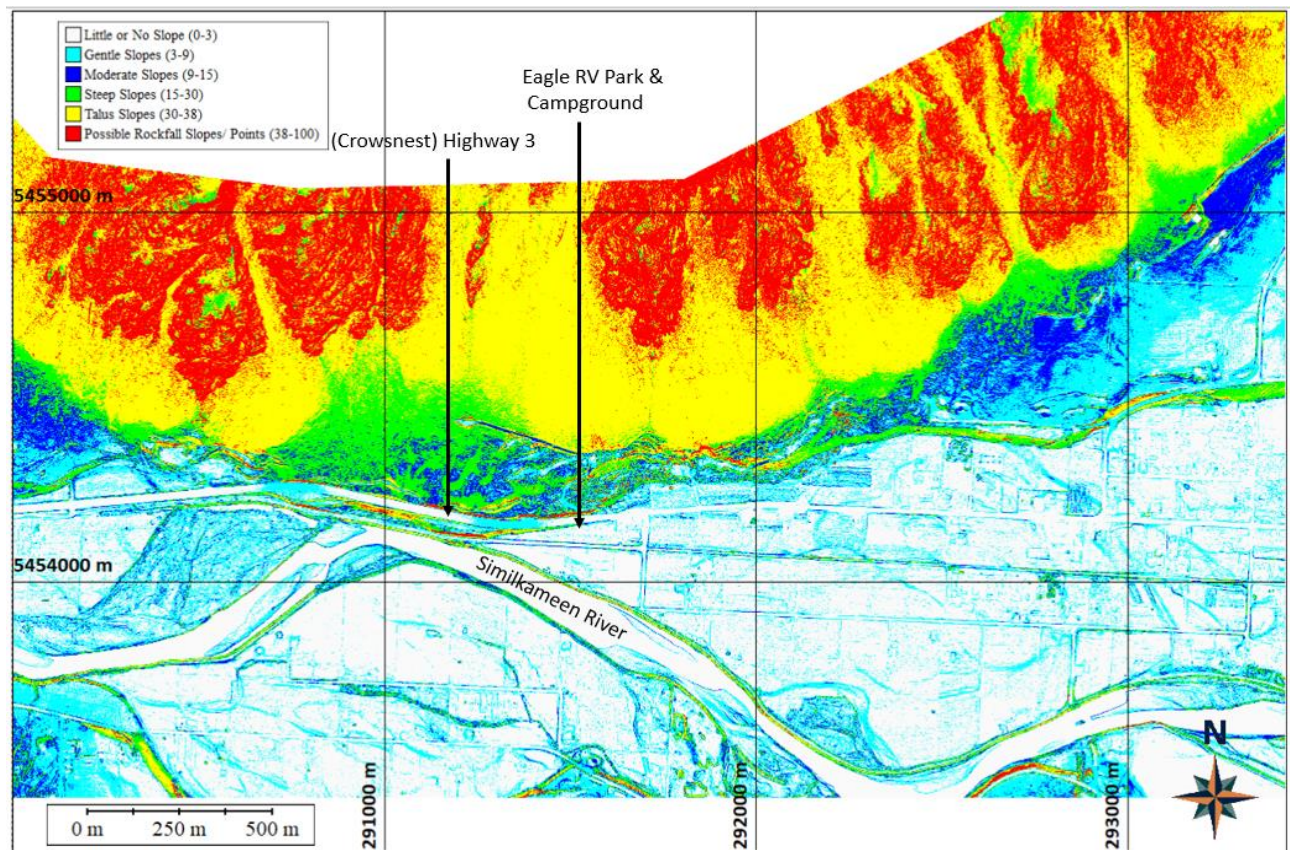 Little or No Slope (0-3)
Gentle Slopes (3-9)
Moderate Slopes (9-15)
Steep Slopes (15-30)
Talus Slopes (30-38)
Possible Rockfall Slopes/ Points (38-100)
Eagle RV Park &
Campground
(Crowsnest) Highway 3
5455000 m
5454000 m
Similkameen River
291000 m
292000 m
293000 m
N
0 m 250 m 500 m